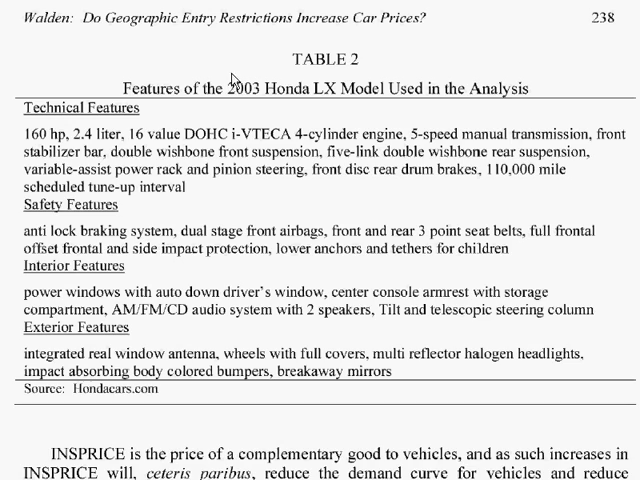 Walden: Do Geographic Entry Restrictions Increase Car Prices? 238
TABLE 2
Features of the 2003 Honda LX Model Used in the Analysis
Technical Features
160 hp, 2.4 liter, 16 value DOHC i-VTECA 4-cylinder engine, 5-speed manual transmission, front
stabilizer bar, double wishbone front suspension, five-link double wishbone rear suspension,
variable-assist power rack and pinion steering, front disc rear drum brakes, 110,000 mile
scheduled tune-up interval
Safety Features
anti lock braking system, dual stage front airbags, front and rear 3 point seat belts, full frontal
offset frontal and side impact protection, lower anchors and tethers for children
Interior Features
power windows with auto down driver's window, center console armrest with storage
compartment, AM/FM/CD audio system with 2 speakers, Tilt and telescopic steering column
Exterior Features
integrated real window antenna, wheels with full covers, multi reflector halogen headlights,
impact absorbing body colored bumpers, breakaway mirrors
Source: Hondacars.com
INSPRICE is the price of a complementary good to vehicles, and as such increases in
INSPRICE will, ceteris paribus, reduce the demand curve for vehicles and reduce